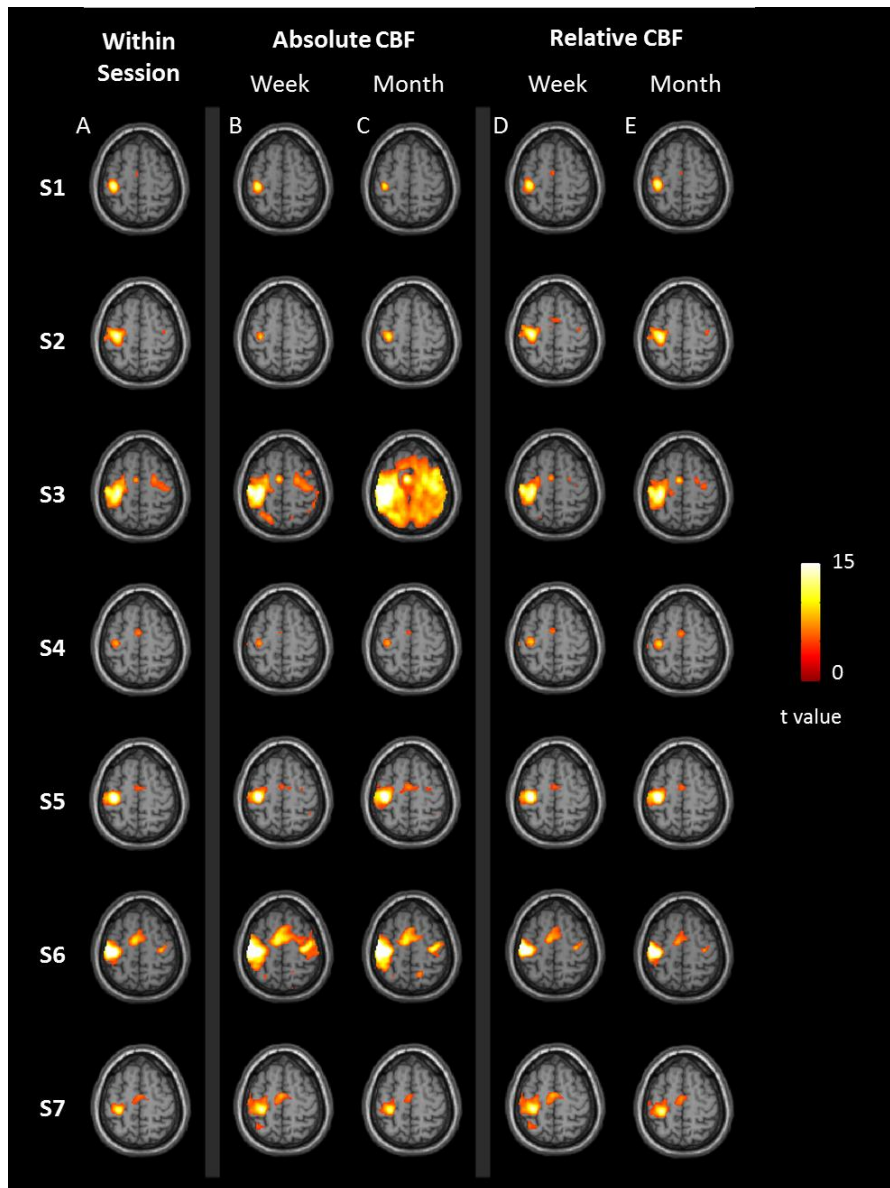 Within
Session
Absolute CBF
Relative CBF
Week
Month
Week
Month
A
B
C
D
E
S1
S2
S3
S4
S5
S6
S7
15
0
t value